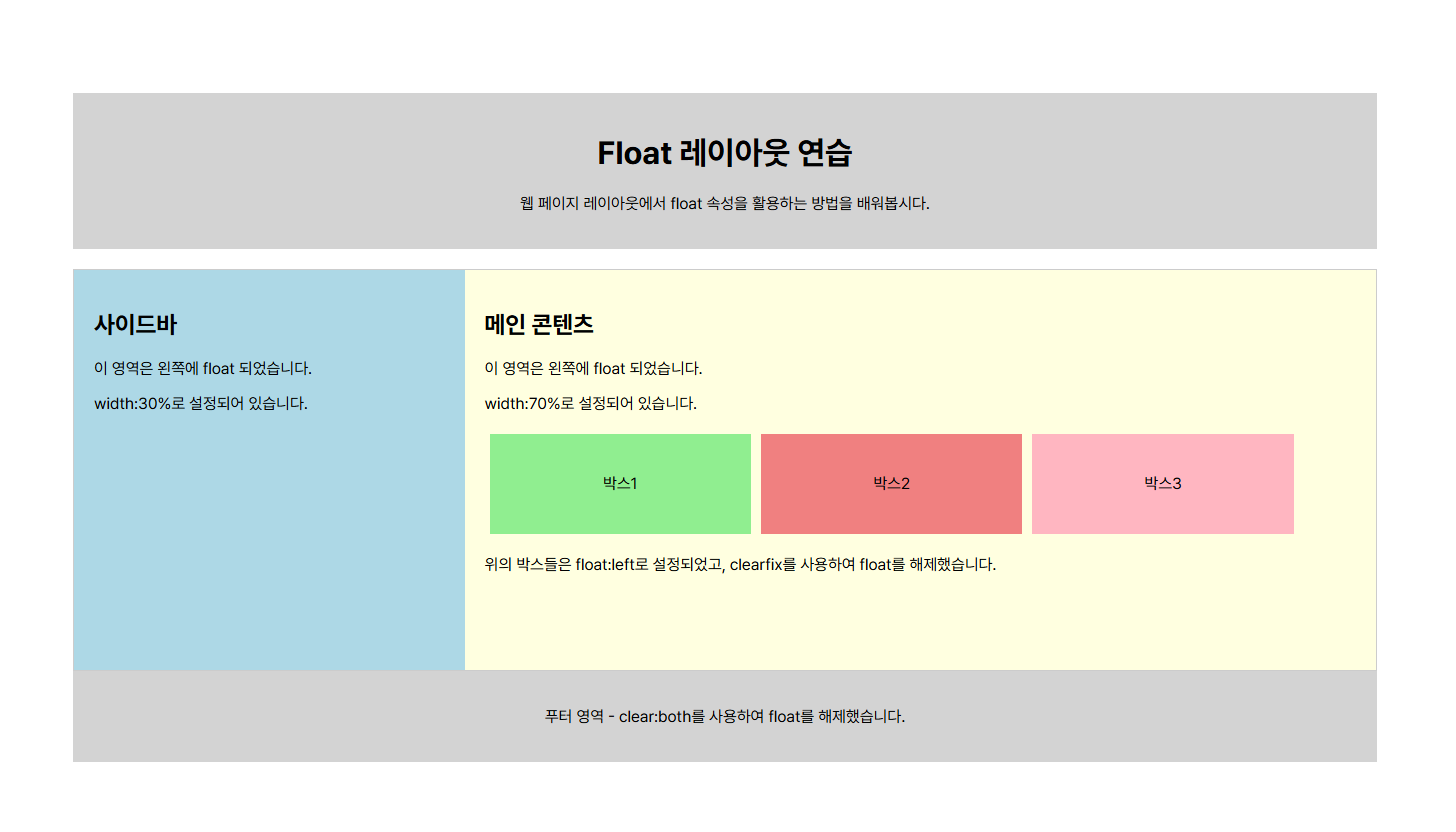 Float 레이아웃 연습
웹 페이지 레이아웃에서 float 속성을 활용하는 방법을 배워봅시다.
사이드바
이 영역은 왼쪽에 float 되었습니다.
width:30%로 설정되어 있습니다.
메인 콘텐츠
이 영역은 왼쪽에 float 되었습니다.
width:70%로 설정되어 있습니다.
박스1
박스2
박스3
위의 박스들은 float:left로 설정되었고, clearfix를 사용하여 float를 해제했습니다.
푸터 영역 - clear:both를 사용하여 float를 해제했습니다.